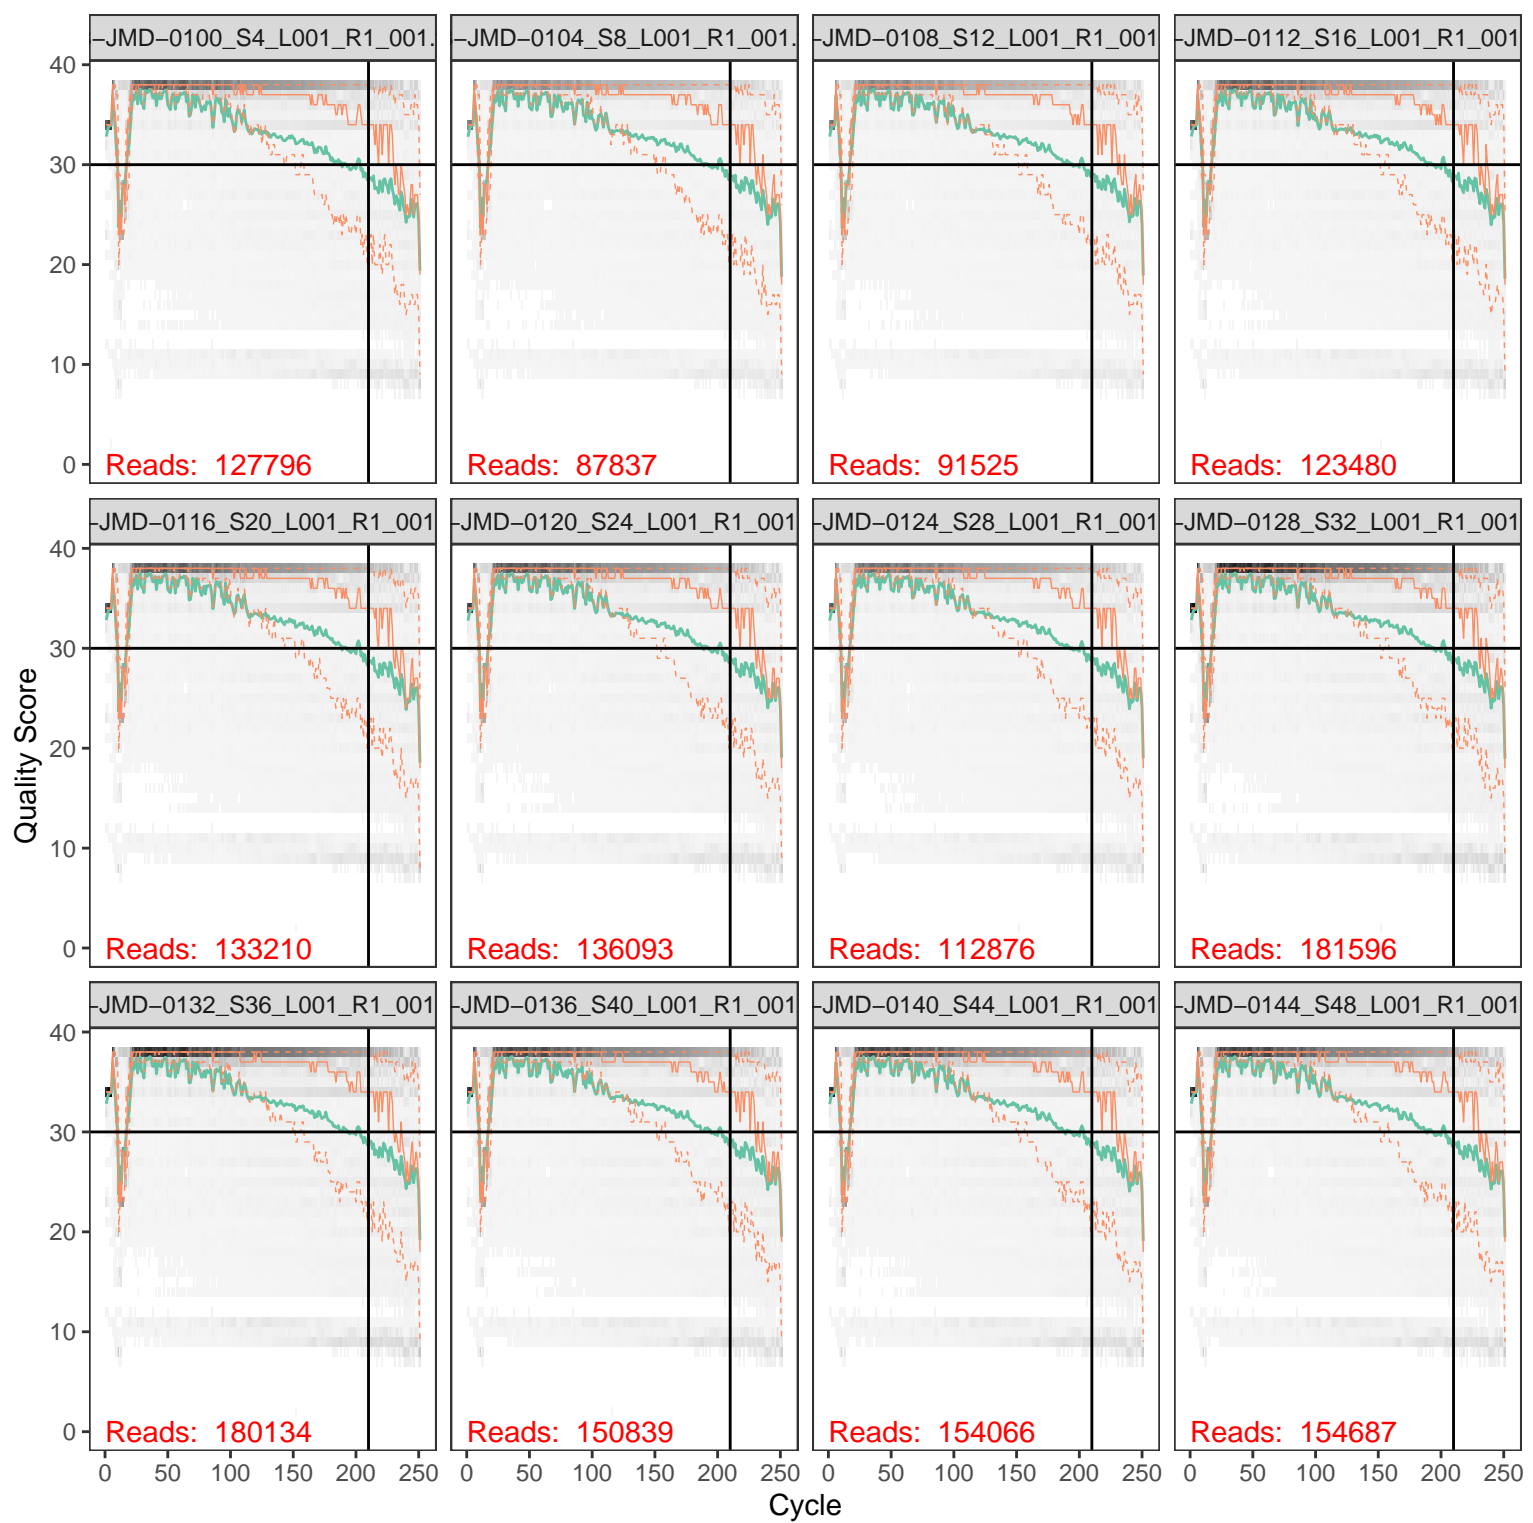 -JMD-0100_S4_L001_R1_001.
-JMD-0104_S8_L001_R1_001.
-JMD-0108_S12_L001_R1_001
-JMD-0112_S16_L001_R1_001
40
30
20
10
0
Reads: 127796
Reads: 87837
Reads: 91525
Reads: 123480
-JMD-0116_S20_L001_R1_001
-JMD-0120_S24_L001_R1_001
-JMD-0124_S28_L001_R1_001
-JMD-0128_S32_L001_R1_001
40
30
20
10
0
Quality Score
Reads: 133210
Reads: 136093
Reads: 112876
Reads: 181596
-JMD-0132_S36_L001_R1_001
-JMD-0136_S40_L001_R1_001
-JMD-0140_S44_L001_R1_001
-JMD-0144_S48_L001_R1_001
40
30
20
10
0
Reads: 180134
Reads: 150839
Reads: 154066
Reads: 154687
0 50 100 150 200 250
0 50 100 150 200 250
0 50 100 150 200 250
0 50 100 150 200 250
Cycle